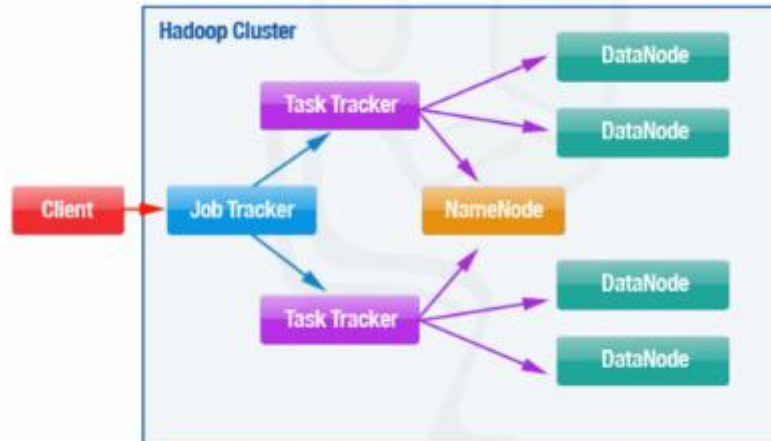 Hadoop Cluster
DataNode
Task Tracker
DataNode
Client
Job Tracker
NameNode
DataNode
Task Tracker
DataNode